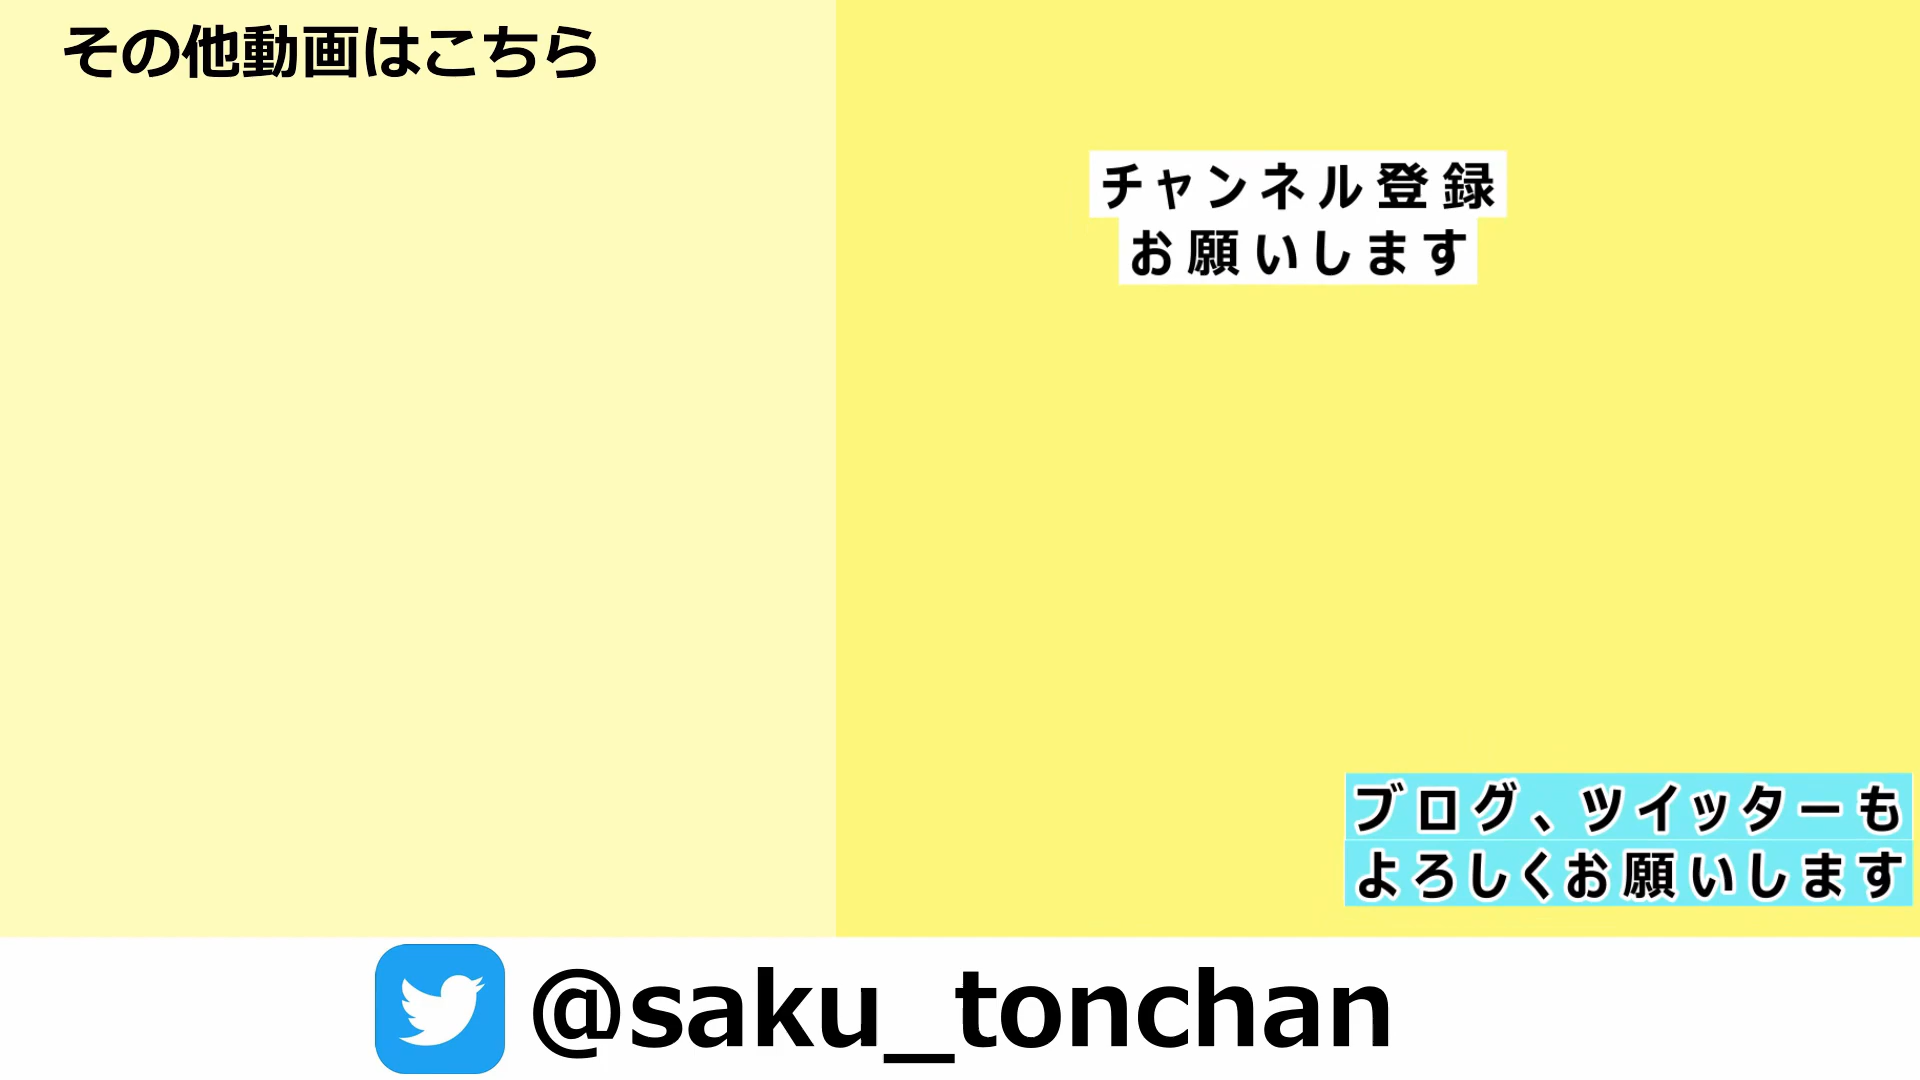 その他動画はこちら
チャンネル登録
お願いします
ブログ、ツイッターも
よろしくお願いします
@saku_tonchan